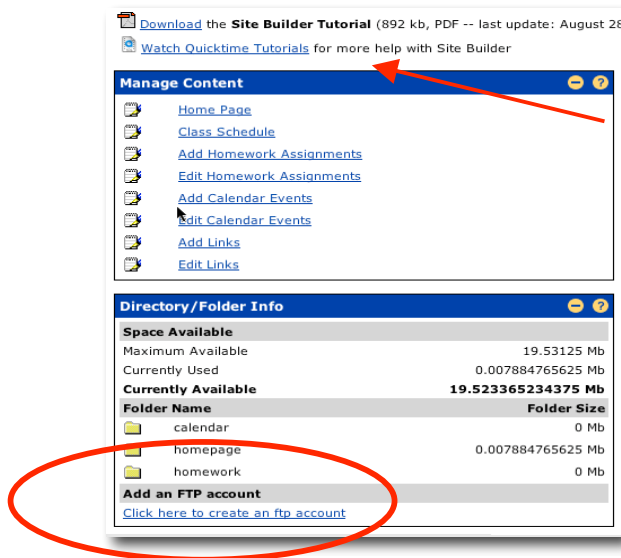 Download the Site Builder Tutorial (892 kb, PDF -- last update: August 28
Watch Quicktime Tutorials for more help with Site Builder
Manage Content
Home Page
Class Schedule
Add Homework Assignments
Edit Homework Assignments
Add Calendar Events
Edit Calendar Events
Add Links
Edit Links
Directory/Folder Info
Space Available
Maximum Available 19.53125 Mb
Currently Used 0.007884765625 Mb
Currently Available 19.523365234375 Mb
Folder Name Folder Size
calendar 0 Mb
homepage 0.007884765625 Mb
homework 0 Mb
Add an FTP account
Click here to create an ftp account